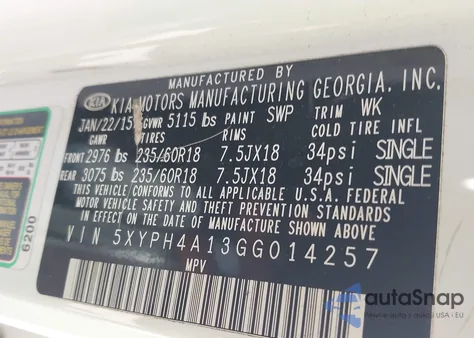 MANUFACTURED BY
KIA KIA MOTORS MANUFACTURING GEORGIA, INC.
JAN/22/15 GVWR 5115 lbs PAINT SWP TRIM WK
GAWR TIRES RIMS COLD TIRE INFL
FRONT 2976 lbs 235/60R18 7.5JX18 34psi SINGLE
REAR 3075 lbs 235/60R18 7.5JX18 34psi SINGLE
THIS VEHICLE CONFORMS TO ALL APPLICABLE U.S.A. FEDERAL
MOTOR VEHICLE SAFETY AND THEFT PREVENTION STANDARDS
IN EFFECT ON THE DATE OF MANUFACTURE SHOWN ABOVE
VIN 5XYPH4A13GG014257
MPV
6200
autoSnap